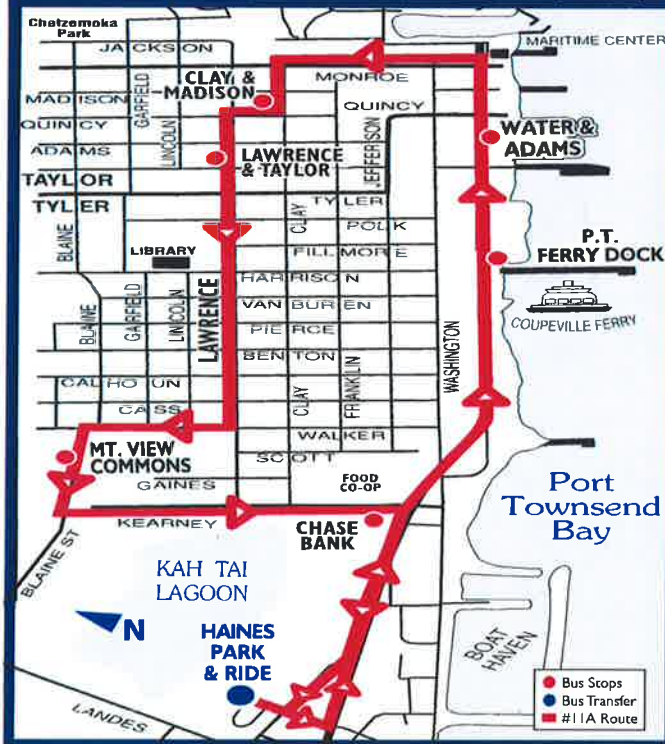 Chetzemoka
Park
JACKSON
MARITIME CENTER
MONROE
CLAY &
MADISON
MADISON
QUINCY
QUINCY
GARFIELD
LINCOLN
JEFFERSON
WATER &
ADAMS
ADAMS
LAWRENCE
& TAYLOR
TAYLOR
TYLER
TYLER
CLAY
POLK
P.T.
FERRY DOCK
BLAINE
LIBRARY
FILLMORE
HARRISON
COUPEVILLE FERRY
VAN BUREN
BLAINE
GARFIELD
LINCOLN
LAWRENCE
PIERCE
WASHINGTON
BENTON
CALHOUN
CLAY
FRANKLIN
CASS
WALKER
MT. VIEW
COMMONS
SCOTT
GAINES
FOOD
CO-OP
Port
Townsend
Bay
KEARNEY
CHASE
BANK
BLAINE ST
KAH TAI
LAGOON
N
HAINES
PARK
& RIDE
BOAT
HAVEN
LANDES
Bus Stops
Bus Transfer
#11A Route